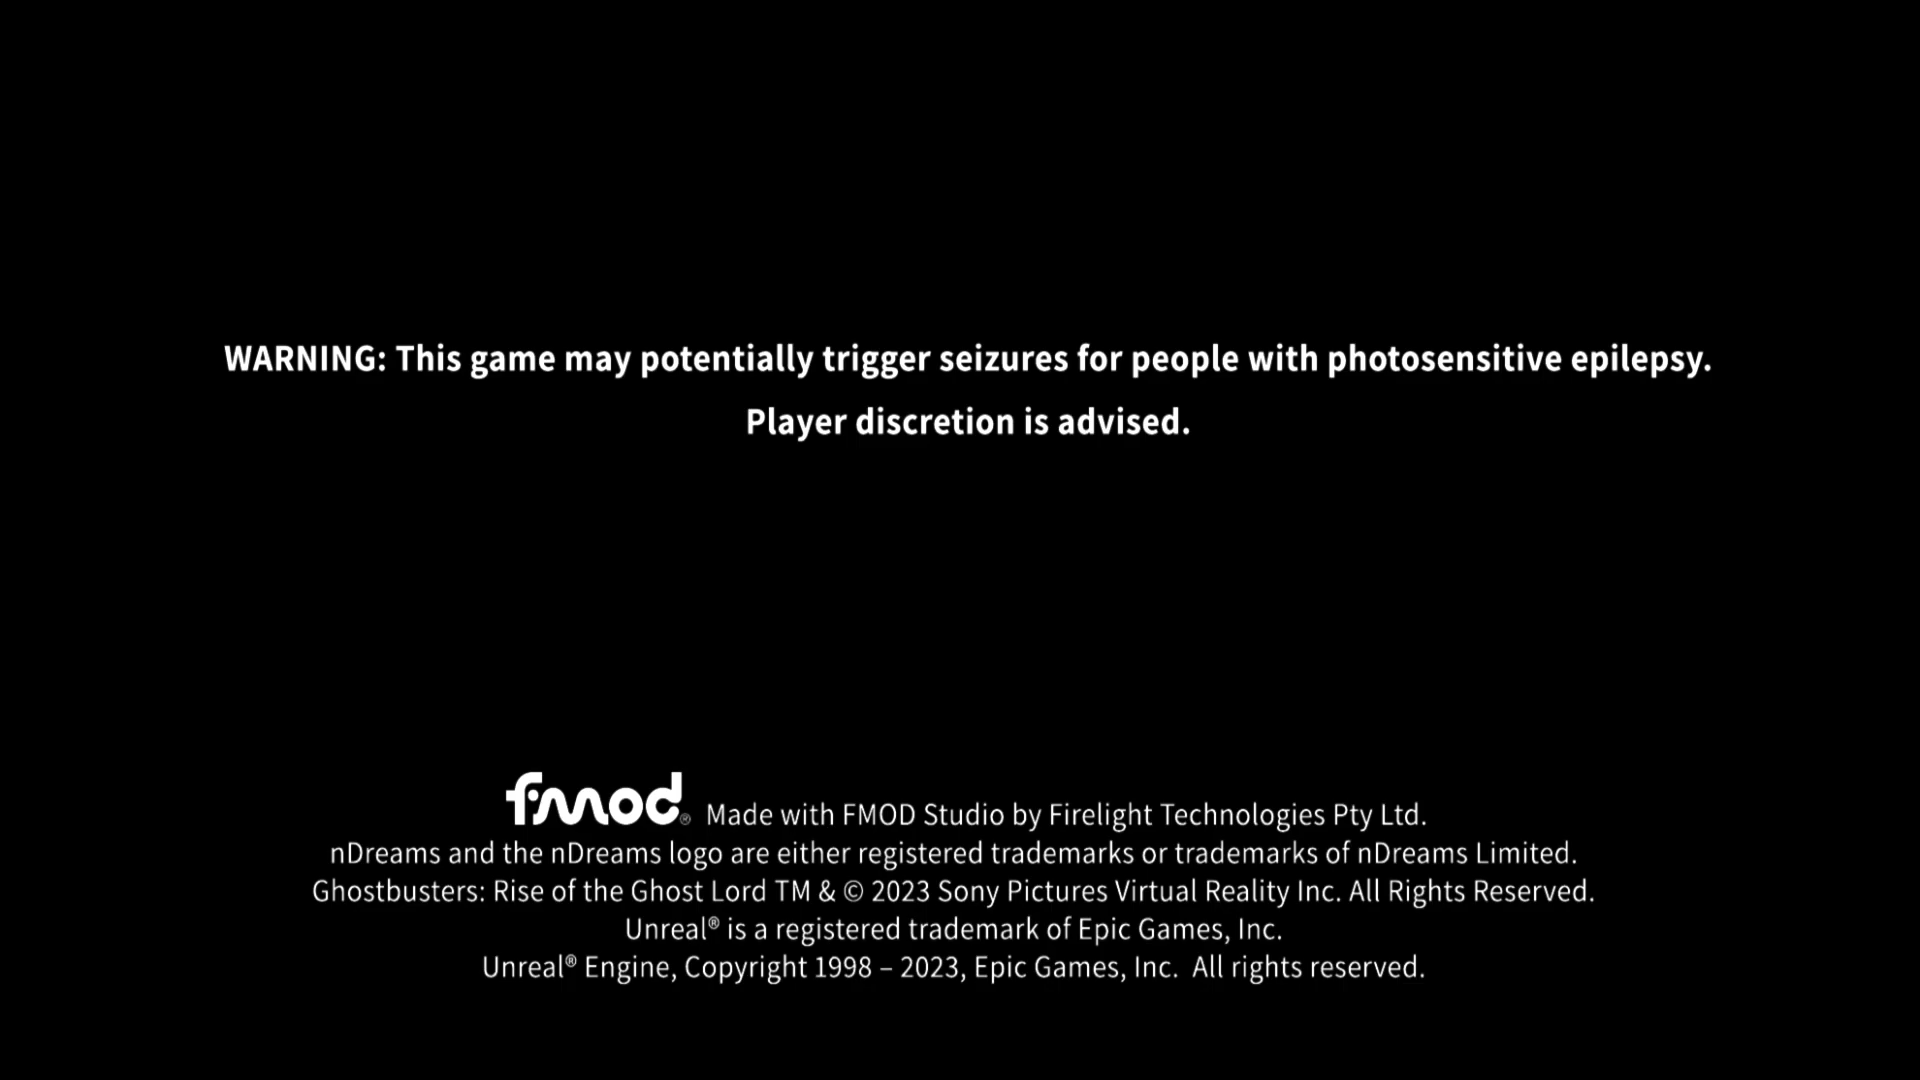 WARNING: This game may potentially trigger seizures for people with photosensitive epilepsy.
Player discretion is advised.
fmod® Made with FMOD Studio by Firelight Technologies Pty Ltd.
nDreams and the nDreams logo are either registered trademarks or trademarks of nDreams Limited.
Ghostbusters: Rise of the Ghost Lord TM & © 2023 Sony Pictures Virtual Reality Inc. All Rights Reserved.
Unreal® is a registered trademark of Epic Games, Inc.
Unreal® Engine, Copyright 1998 – 2023, Epic Games, Inc.  All rights reserved.